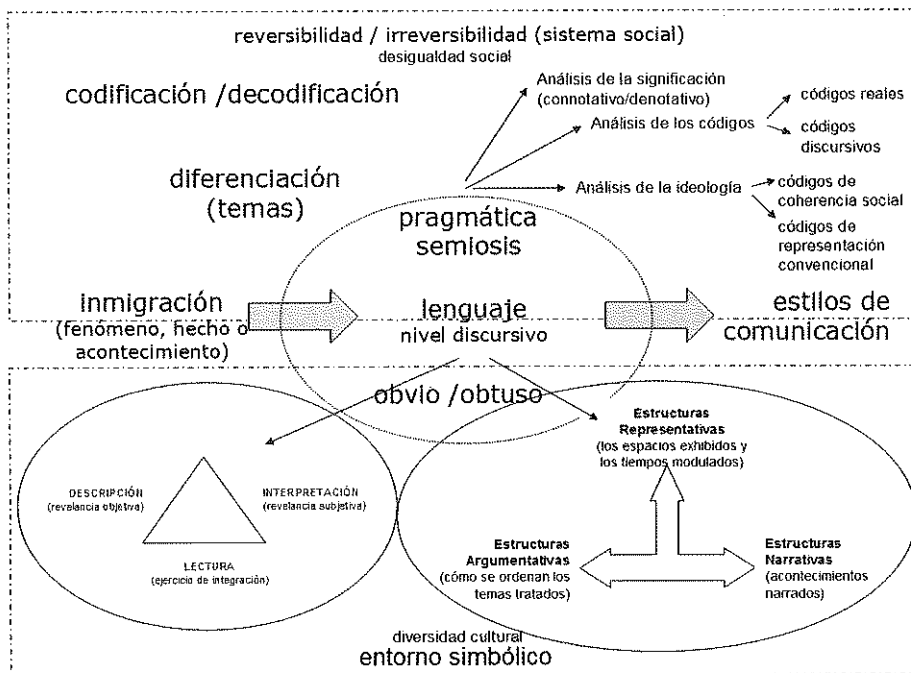 reversibilidad / irreversibilidad (sistema social)
desigualdad social
codificación /decodificación
Análisis de la significación
(connotativo/denotativo)
códigos reales
Análisis de los códigos
códigos
discursivos
diferenciación
(temas)
Análisis de la ideología
códigos de
coherencia social
códigos de
representación
convencional
pragmática
semiosis
inmigración
(fenómeno, hecho o
acontecimiento)
lenguaje
nivel discursivo
estilos de
comunicación
obvio /obtuso
Estructuras
Representativas
(los espacios exhibidos y
los tiempos modulados)
DESCRIPCIÓN
(revelancia objetiva)
INTERPRETACIÓN
(revelancia subjetiva)
LECTURA
(ejercicio de integración)
Estructuras
Argumentativas
(cómo se ordenan los
temas tratados)
Estructuras
Narrativas
(acontecimientos
narrados)
diversidad cultural
entorno simbólico